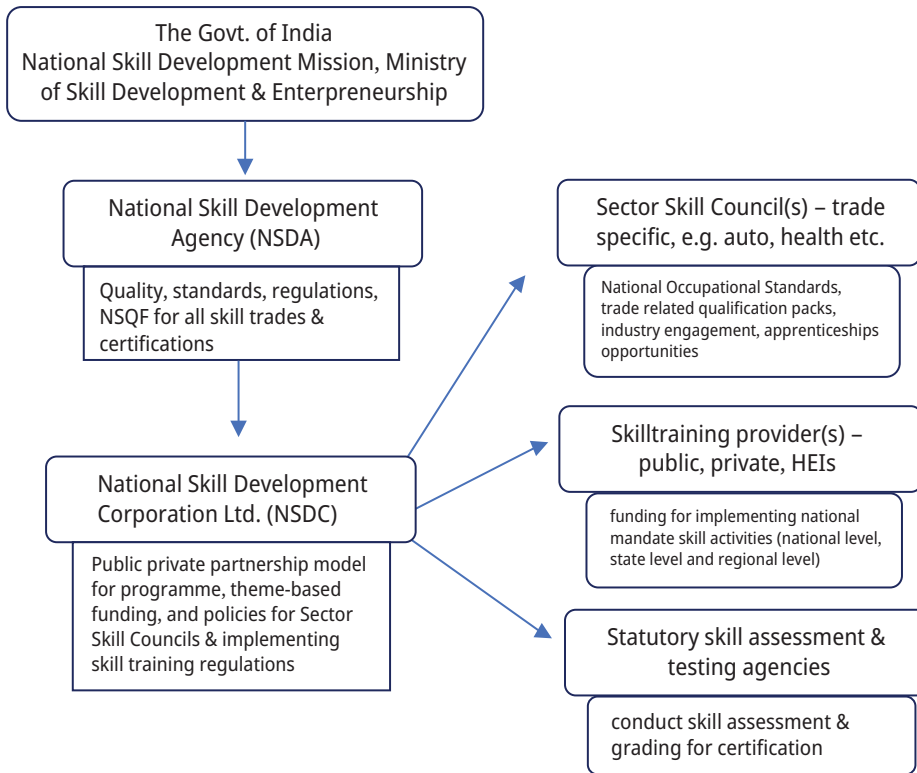 The Govt. of India
National Skill Development Mission, Ministry
of Skill Development & Enterpreneurship
National Skill Development
Agency (NSDA)
Quality, standards, regulations,
NSQF for all skill trades &
certifications
National Skill Development
Corporation Ltd. (NSDC)
Public private partnership model
for programme, theme-based
funding, and policies for Sector
Skill Councils & implementing
skill training regulations
Sector Skill Council(s) – trade
specific, e.g. auto, health etc.
National Occupational Standards,
trade related qualification packs,
industry engagement, apprenticeships
opportunities
Skilltraining provider(s) –
public, private, HEIs
funding for implementing national
mandate skill activities (national level,
state level and regional level)
Statutory skill assessment &
testing agencies
conduct skill assessment &
grading for certification